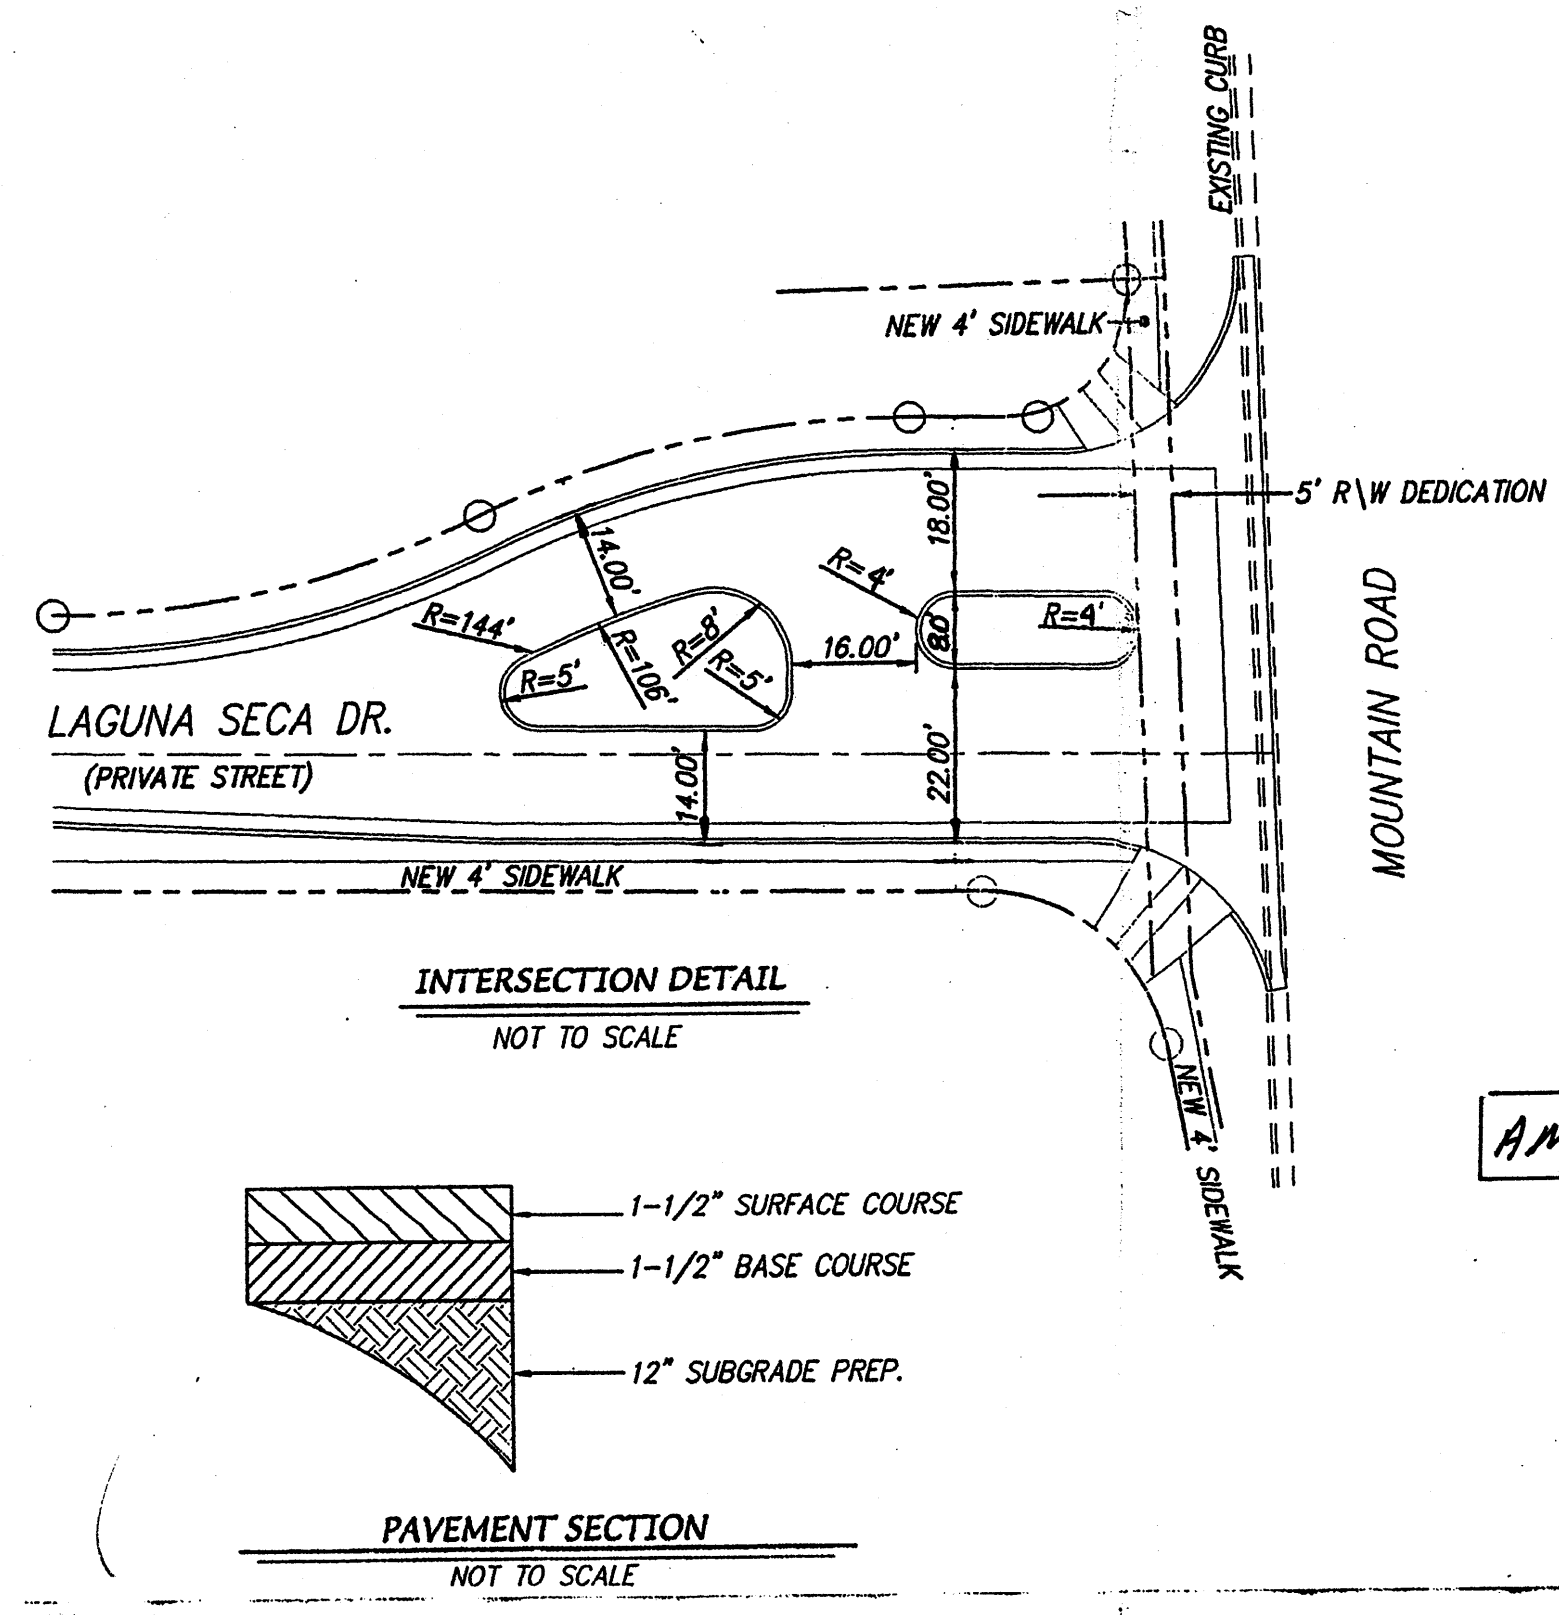 EXISTING CURB
NEW 4' SIDEWALK
5' R\W DEDICATION
18.00'
14.00'
R=4'
R=144'
R=8'
R=4'
8.0'
R=106'
R=5'
R=5'
16.00'
MOUNTAIN ROAD
LAGUNA SECA DR.
(PRIVATE STREET)
14.00'
22.00'
NEW 4' SIDEWALK
INTERSECTION DETAIL
NOT TO SCALE
NEW 4' SIDEWALK
1-1/2" SURFACE COURSE
1-1/2" BASE COURSE
12" SUBGRADE PREP.
PAVEMENT SECTION
NOT TO SCALE